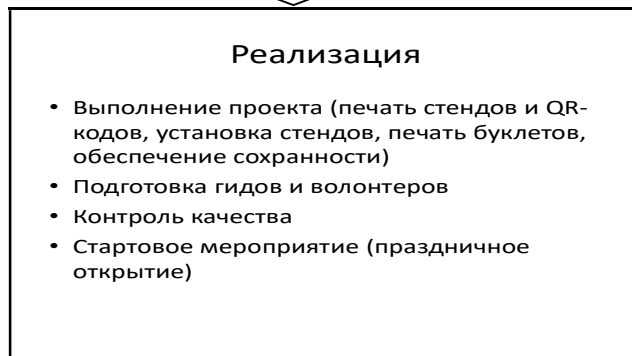 Реализация
• Выполнение проекта (печать стендов и QR-
кодов, установка стендов, печать буклетов,
обеспечение сохранности)
• Подготовка гидов и волонтеров
• Контроль качества
• Стартовое мероприятие (праздничное
открытие)